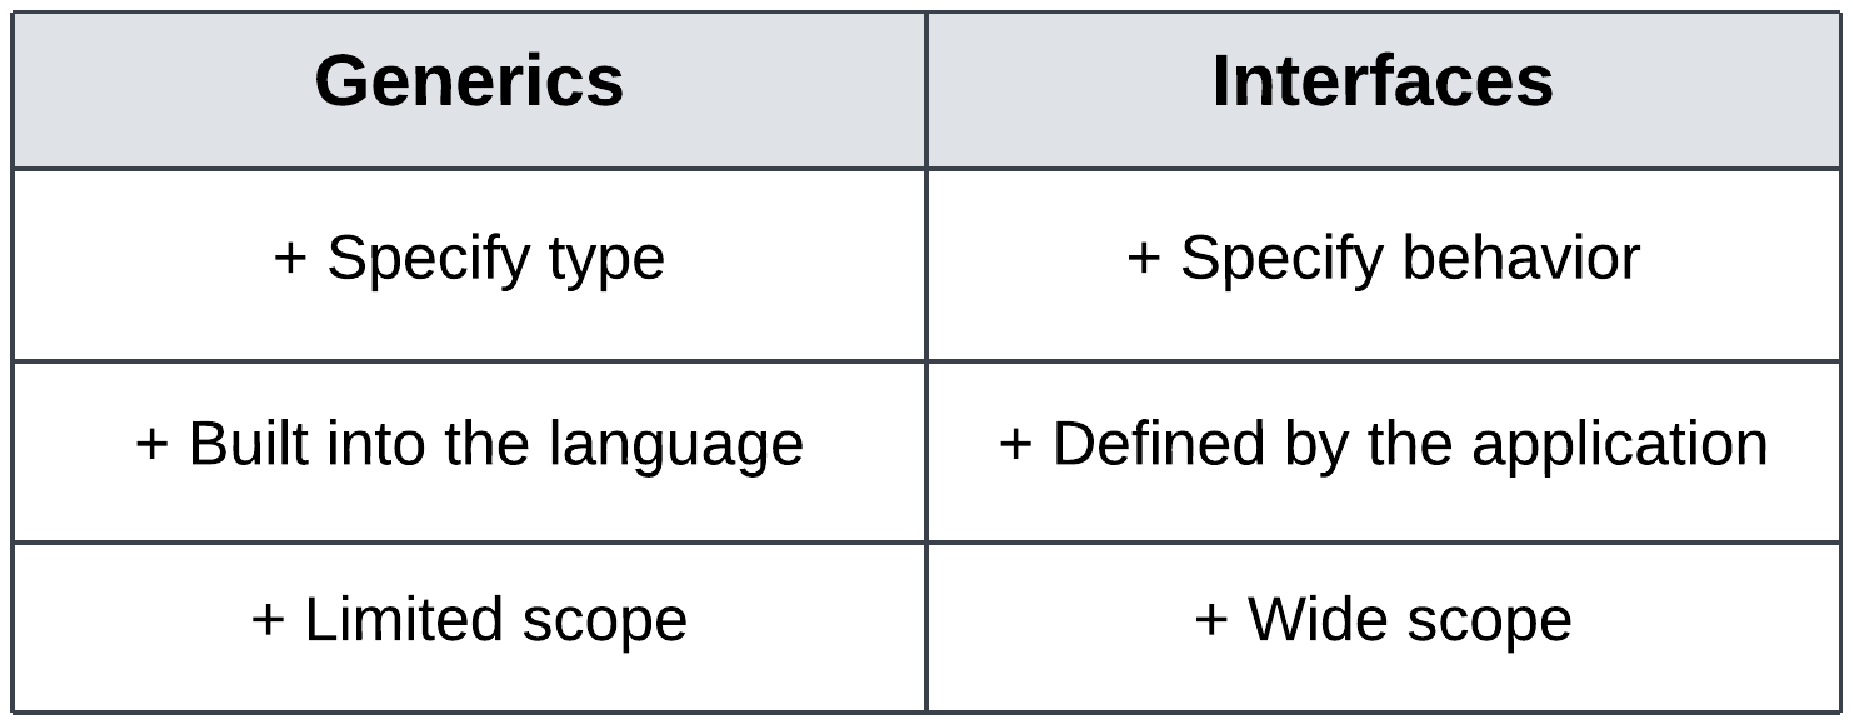 Generics
Interfaces
+ Specify type
+ Specify behavior
+ Built into the language
+ Defined by the application
+ Limited scope
+ Wide scope